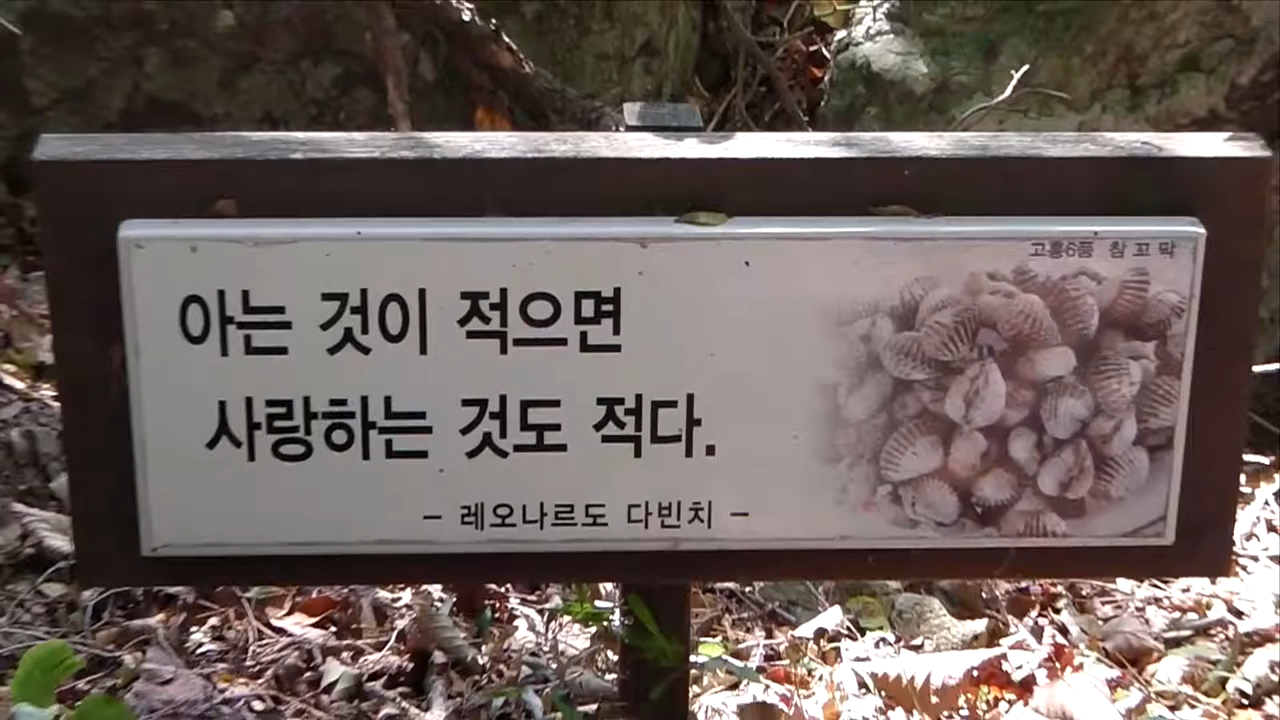 고흥6품 참꼬막
아는 것이 적으면
사랑하는 것도 적다.
– 레오나르도 다빈치 –